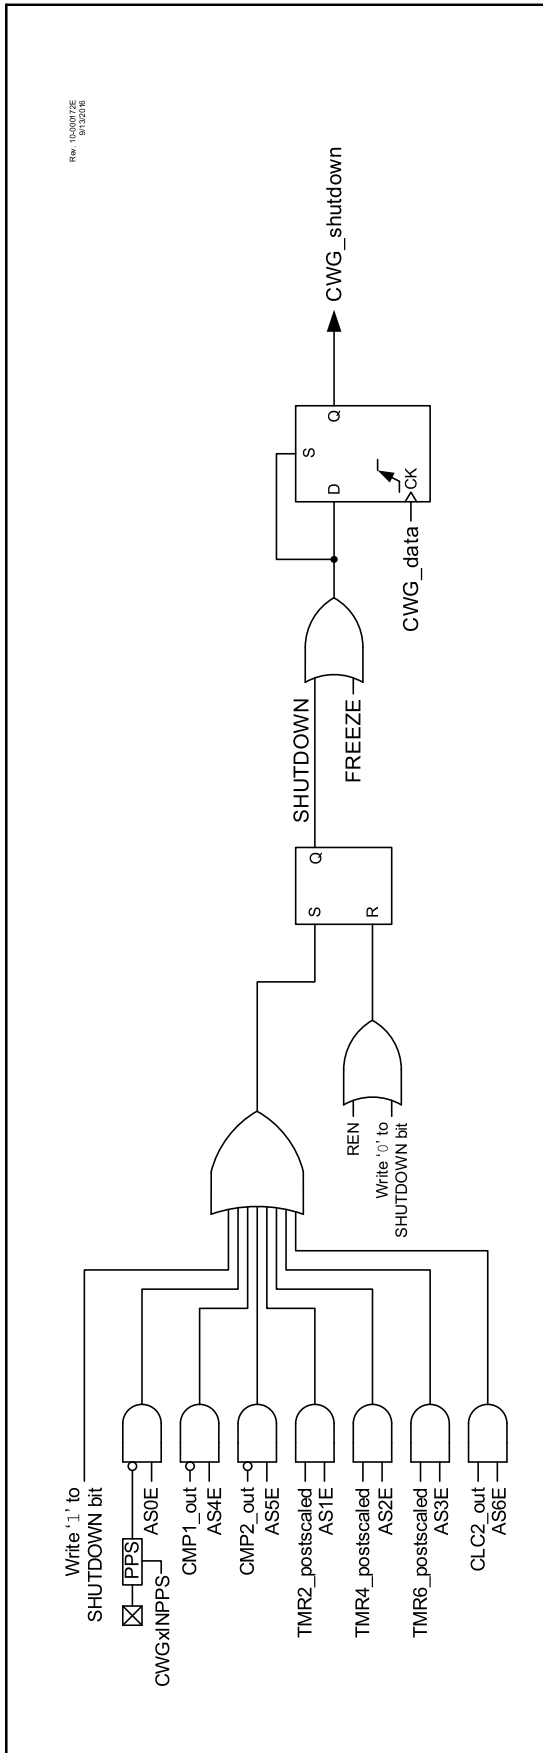 Rev. 10-000172E
9/13/2016
Write ‘1’ to
SHUTDOWN bit
PPS
AS0E
CWGxINPPS
CMP1_out
AS4E
CMP2_out
AS5E
TMR2_postscaled
AS1E
TMR4_postscaled
AS2E
TMR6_postscaled
AS3E
CLC2_out
AS6E
REN
Write ‘0’ to
SHUTDOWN bit
S
Q
R
SHUTDOWN
FREEZE
S
D
Q
CK
CWG_data
CWG_shutdown